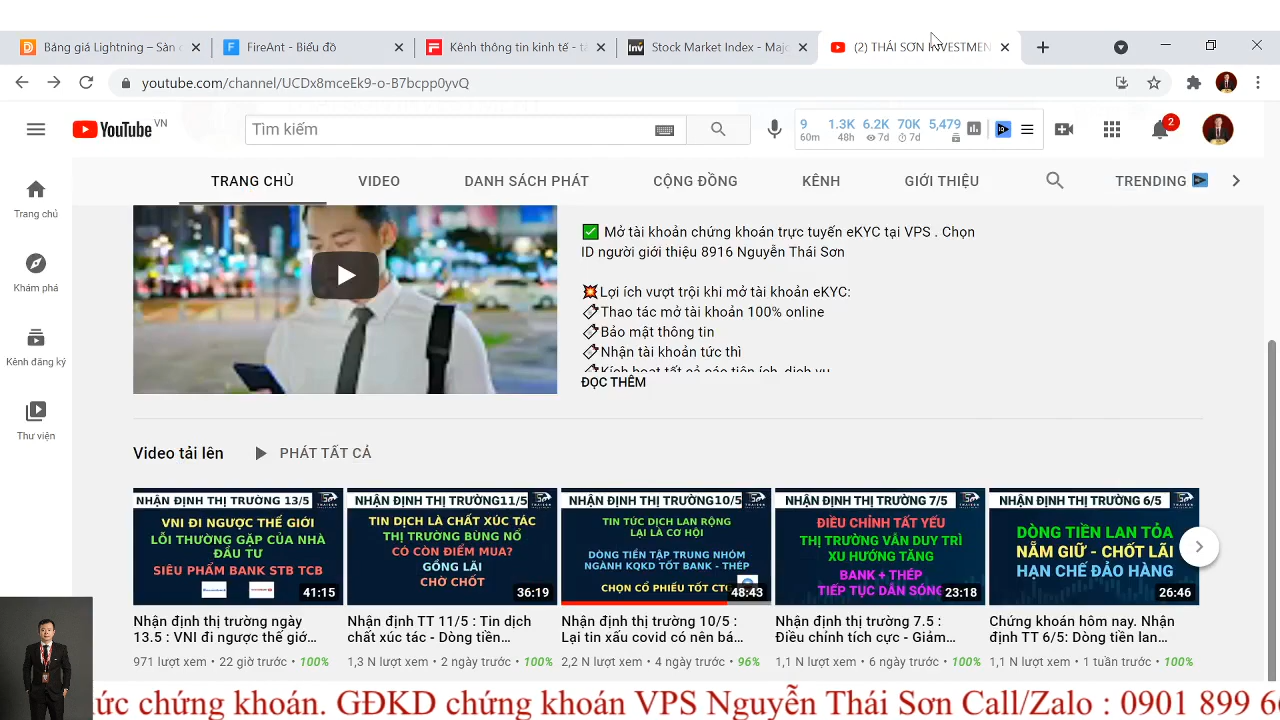 Bảng giá Lightning – Sàn
FireAnt - Biểu đồ
Kênh thông tin kinh tế - tà
Stock Market Index - Majo
(2) THÁI SƠN INVESTMEN
youtube.com/channel/UCDx8mceEk9-o-B7bcpp0yvQ
YouTube VN
Tìm kiếm
9 1.3K 6.2K 70K 5,479
60m 48h 7d 7d
2
TRANG CHỦ VIDEO DANH SÁCH PHÁT CỘNG ĐỒNG KÊNH GIỚI THIỆU TRENDING
Trang chủ
Khám phá
Kênh đăng ký
Thư viện
Mở tài khoản chứng khoán trực tuyến eKYC tại VPS . Chọn
ID người giới thiệu 8916 Nguyễn Thái Sơn
Lợi ích vượt trội khi mở tài khoản eKYC:
Thao tác mở tài khoản 100% online
Bảo mật thông tin
Nhận tài khoản tức thì
Kích hoạt tất cả các tiện ích, dịch vụ
ĐỌC THÊM
Video tải lên PHÁT TẤT CẢ
NHẬN ĐỊNH THỊ TRƯỜNG 13/5
VNI ĐI NGƯỢC THẾ GIỚI
LỖI THƯỜNG GẶP CỦA NHÀ
ĐẦU TƯ
SIÊU PHẨM BANK STB TCB
41:15
Nhận định thị trường ngày
13.5 : VNI đi ngược thế giớ...
971 lượt xem • 22 giờ trước • 100%
NHẬN ĐỊNH THỊ TRƯỜNG11/5
TIN DỊCH LÀ CHẤT XÚC TÁC
THỊ TRƯỜNG BÙNG NỔ
CÓ CÒN ĐIỂM MUA?
GỒNG LÃI
CHỜ CHỐT
36:19
Nhận định TT 11/5 : Tin dịch
chất xúc tác - Dòng tiền...
1,3 N lượt xem • 2 ngày trước • 100%
NHẬN ĐỊNH THỊ TRƯỜNG10/5
TIN TỨC DỊCH LAN RỘNG
LẠI LÀ CƠ HỘI
DÒNG TIỀN TẬP TRUNG NHÓM
NGÀNH KQKD TỐT BANK - THÉP
CHỌN CỔ PHIẾU TỐT CTG
48:43
Nhận định thị trường 10/5 :
Lại tin xấu covid có nên bá...
2,2 N lượt xem • 4 ngày trước • 96%
NHẬN ĐỊNH THỊ TRƯỜNG 7/5
ĐIỀU CHỈNH TẤT YẾU
THỊ TRƯỜNG VẪN DUY TRÌ
XU HƯỚNG TĂNG
BANK + THÉP
TIẾP TỤC DẪN SÓNG
23:18
Nhận định thị trường 7.5 :
Điều chỉnh tích cực - Giảm...
1,1 N lượt xem • 6 ngày trước • 100%
NHẬN ĐỊNH THỊ TRƯỜNG 6/5
DÒNG TIỀN LAN TỎA
NẮM GIỮ - CHỐT LÃI
HẠN CHẾ ĐẢO HÀNG
26:46
Chứng khoán hôm nay. Nhận
định TT 6/5: Dòng tiền lan...
1,1 N lượt xem • 1 tuần trước • 100%
ức chứng khoán. GĐKD chứng khoán VPS Nguyễn Thái Sơn Call/Zalo : 0901 899 6